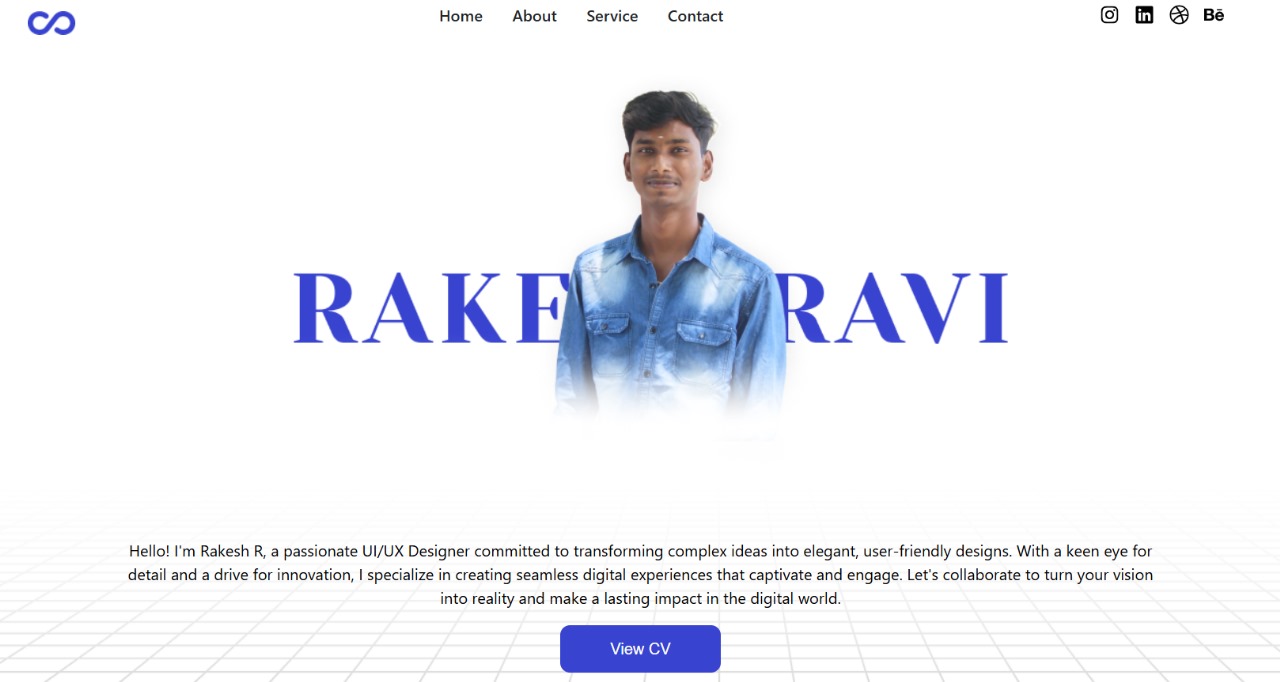 Home About Service Contact Bē
RAKE RAVI
Hello! I'm Rakesh R, a passionate UI/UX Designer committed to transforming complex ideas into elegant, user-friendly designs. With a keen eye for
detail and a drive for innovation, I specialize in creating seamless digital experiences that captivate and engage. Let's collaborate to turn your vision
into reality and make a lasting impact in the digital world.
View CV